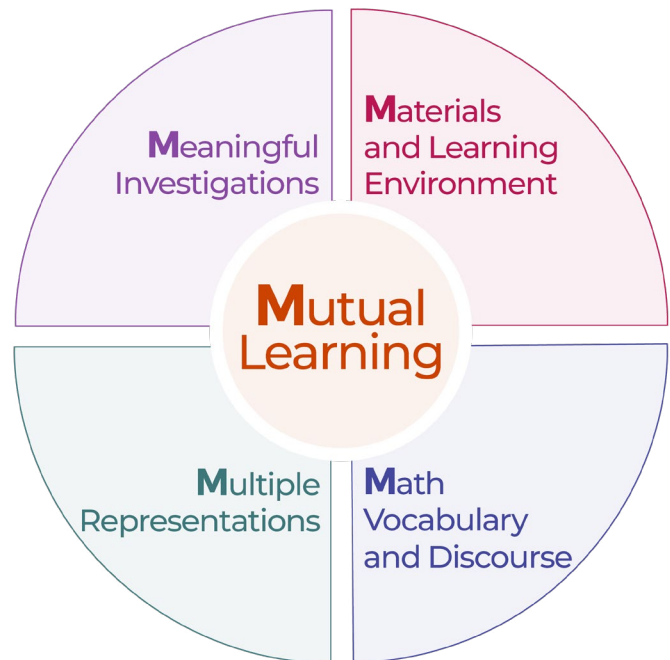 Meaningful
Investigations
Materials
and Learning
Environment
Mutual
Learning
Multiple
Representations
Math
Vocabulary
and Discourse